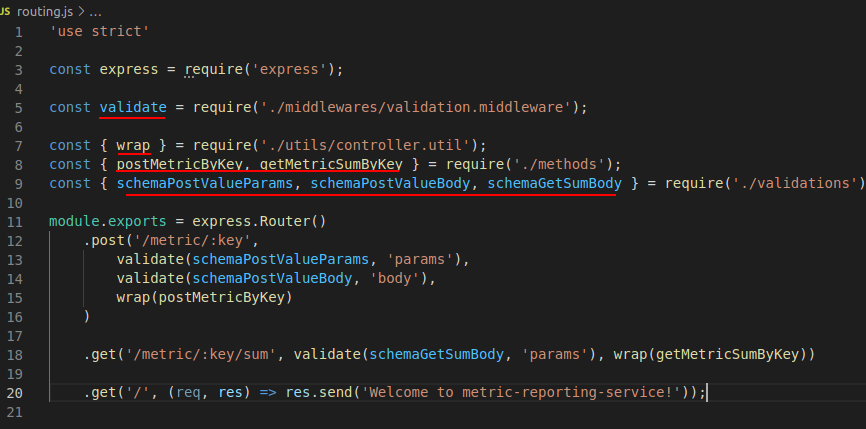 JS routing.js > ...
1 'use strict'
2
3 const express = require('express');
4
5 const validate = require('./middlewares/validation.middleware');
6
7 const { wrap } = require('./utils/controller.util');
8 const { postMetricByKey, getMetricSumByKey } = require('./methods');
9 const { schemaPostValueParams, schemaPostValueBody, schemaGetSumBody } = require('./validations')
10
11 module.exports = express.Router()
12 .post('/metric/:key',
13 validate(schemaPostValueParams, 'params'),
14 validate(schemaPostValueBody, 'body'),
15 wrap(postMetricByKey)
16 )
17
18 .get('/metric/:key/sum', validate(schemaGetSumBody, 'params'), wrap(getMetricSumByKey))
19
20 .get('/', (req, res) => res.send('Welcome to metric-reporting-service!'));
21